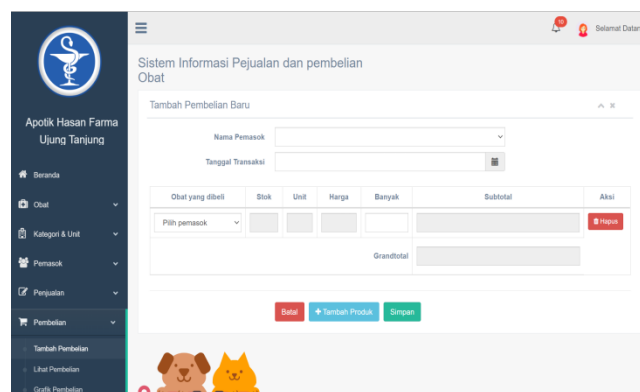 10
Selamat Datan
Sistem Informasi Pejualan dan pembelian
Obat
Apotik Hasan Farma
Ujung Tanjung
Beranda
Obat
Kategori & Unit
Pemasok
Penjualan
Pembelian
Tambah Pembelian
Lihat Pembelian
Grafik Pembelian
Tambah Pembelian Baru
Nama Pemasok
Tanggal Transaksi
Obat yang dibeli Stok Unit Harga Banyak Subtotal Aksi
Pilih pemasok Hapus
Grandtotal
Batal + Tambah Produk Simpan